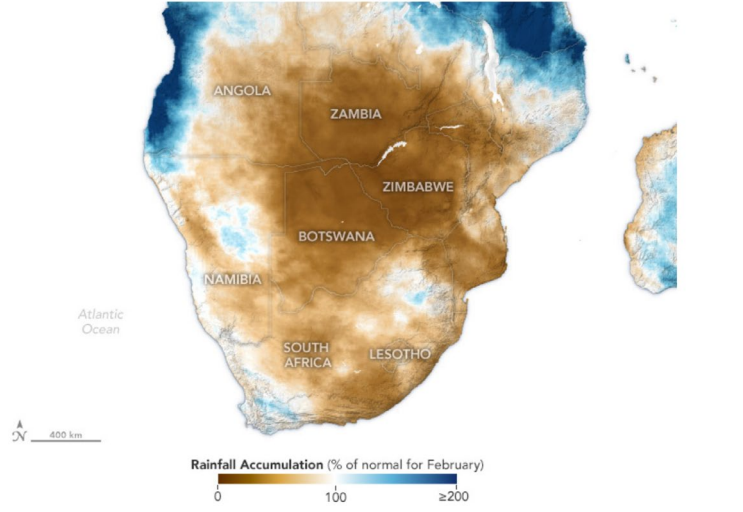 ANGOLA
ZAMBIA
ZIMBABWE
BOTSWANA
NAMIBIA
Atlantic
Ocean
SOUTH
AFRICA
LESOTHO
N
400 km
Rainfall Accumulation (% of normal for February)
0
100
≥200